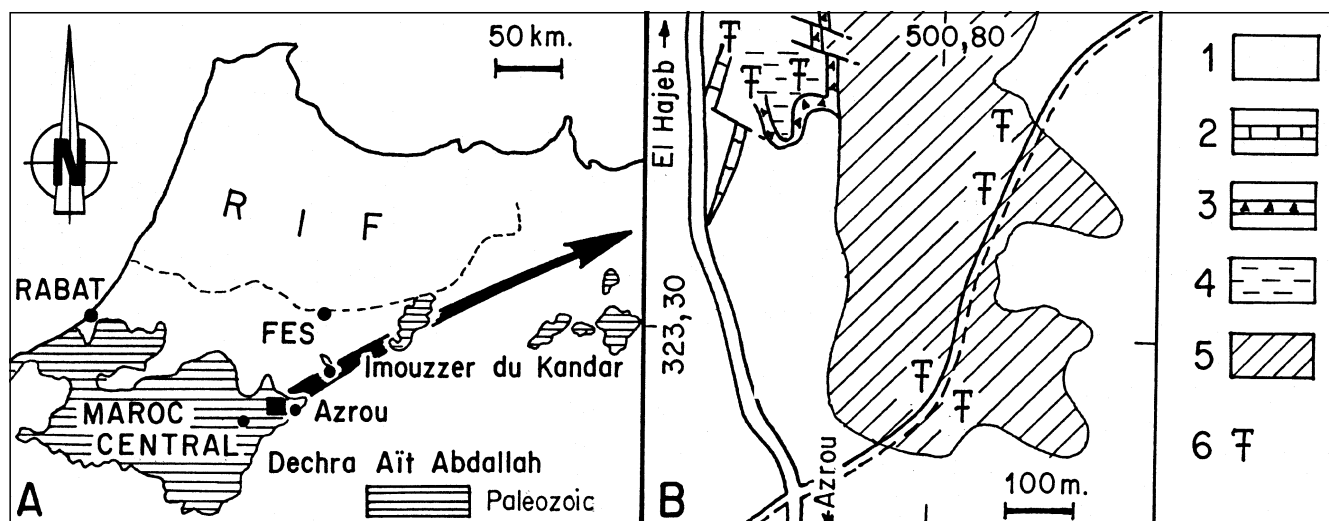 50 km.
N
R I F
RABAT
FES
Imouzzer du Kandar
Azrou
MAROC
CENTRAL
Dechra Aït Abdallah
Paleozoic
A
El Hajeb
500,80
323,30
Azrou
100 m.
B
1
2
3
4
5
6